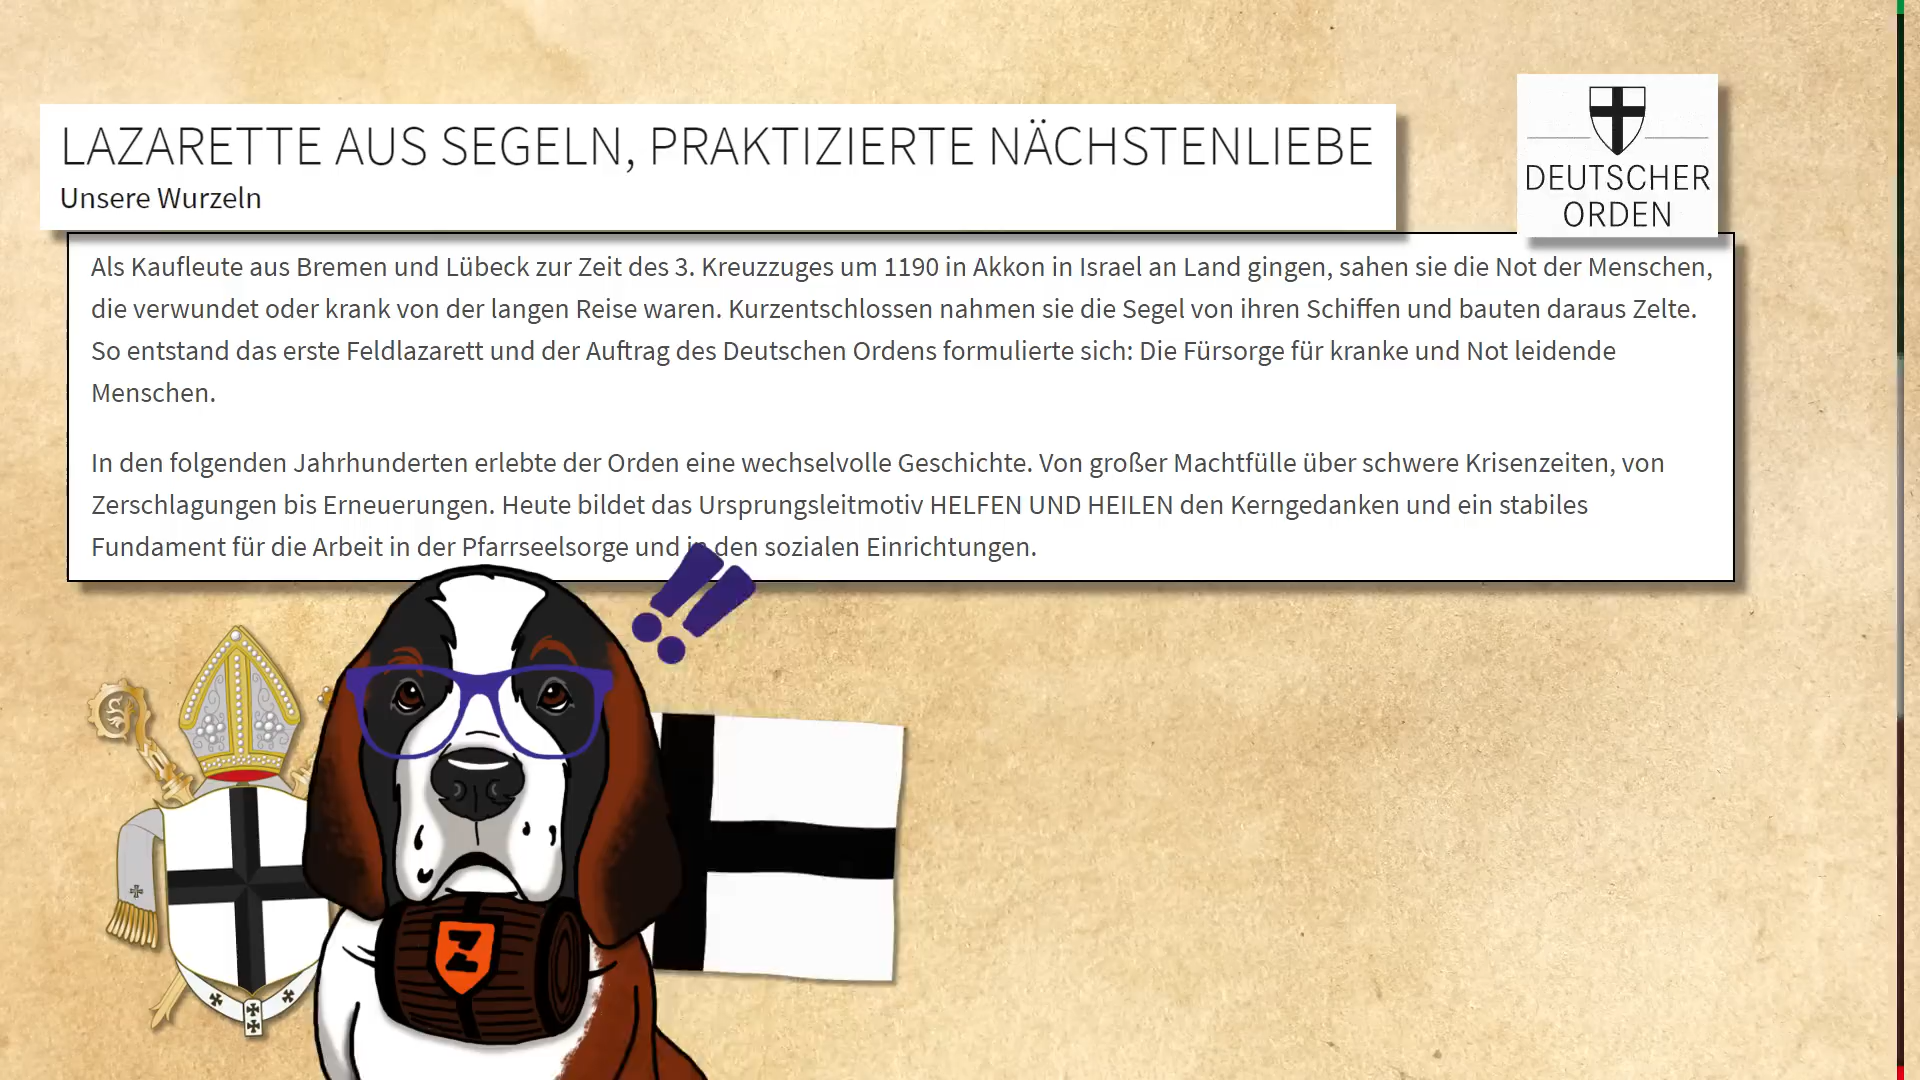 LAZARETTE AUS SEGELN, PRAKTIZIERTE NÄCHSTENLIEBE
Unsere Wurzeln
DEUTSCHER
ORDEN
Als Kaufleute aus Bremen und Lübeck zur Zeit des 3. Kreuzzuges um 1190 in Akkon in Israel an Land gingen, sahen sie die Not der Menschen,
die verwundet oder krank von der langen Reise waren. Kurzentschlossen nahmen sie die Segel von ihren Schiffen und bauten daraus Zelte.
So entstand das erste Feldlazarett und der Auftrag des Deutschen Ordens formulierte sich: Die Fürsorge für kranke und Not leidende
Menschen.
In den folgenden Jahrhunderten erlebte der Orden eine wechselvolle Geschichte. Von großer Machtfülle über schwere Krisenzeiten, von
Zerschlagungen bis Erneuerungen. Heute bildet das Ursprungsleitmotiv HELFEN UND HEILEN den Kerngedanken und ein stabiles
Fundament für die Arbeit in der Pfarrseelsorge und in den sozialen Einrichtungen.
!!
Z